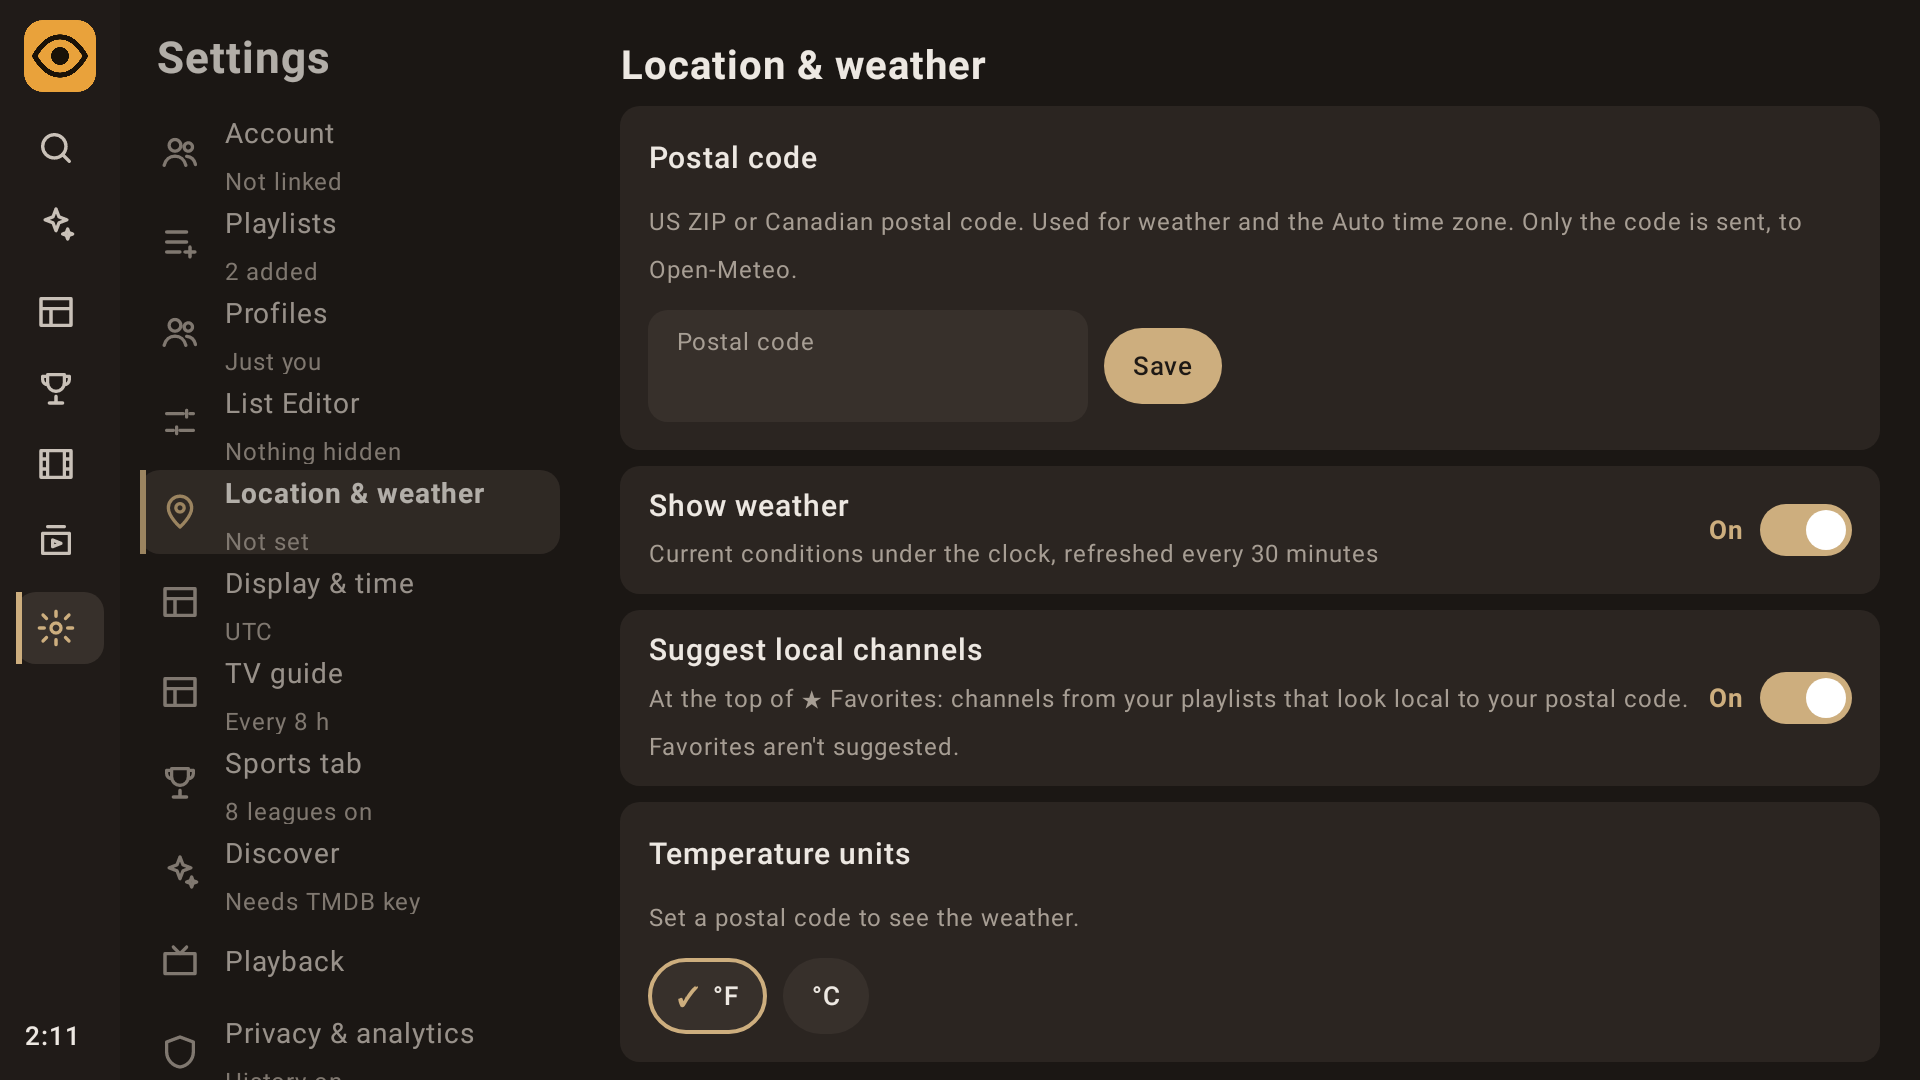 Settings
Account
Not linked
Playlists
2 added
Profiles
Just you
List Editor
Nothing hidden
Location & weather
Not set
Display & time
UTC
TV guide
Every 8 h
Sports tab
8 leagues on
Discover
Needs TMDB key
Playback
Privacy & analytics
History on
2:11
Location & weather
Postal code
US ZIP or Canadian postal code. Used for weather and the Auto time zone. Only the code is sent, to
Open-Meteo.
Postal code
Save
Show weather
Current conditions under the clock, refreshed every 30 minutes
On
Suggest local channels
At the top of ★ Favorites: channels from your playlists that look local to your postal code.
Favorites aren't suggested.
On
Temperature units
Set a postal code to see the weather.
✓ °F
°C